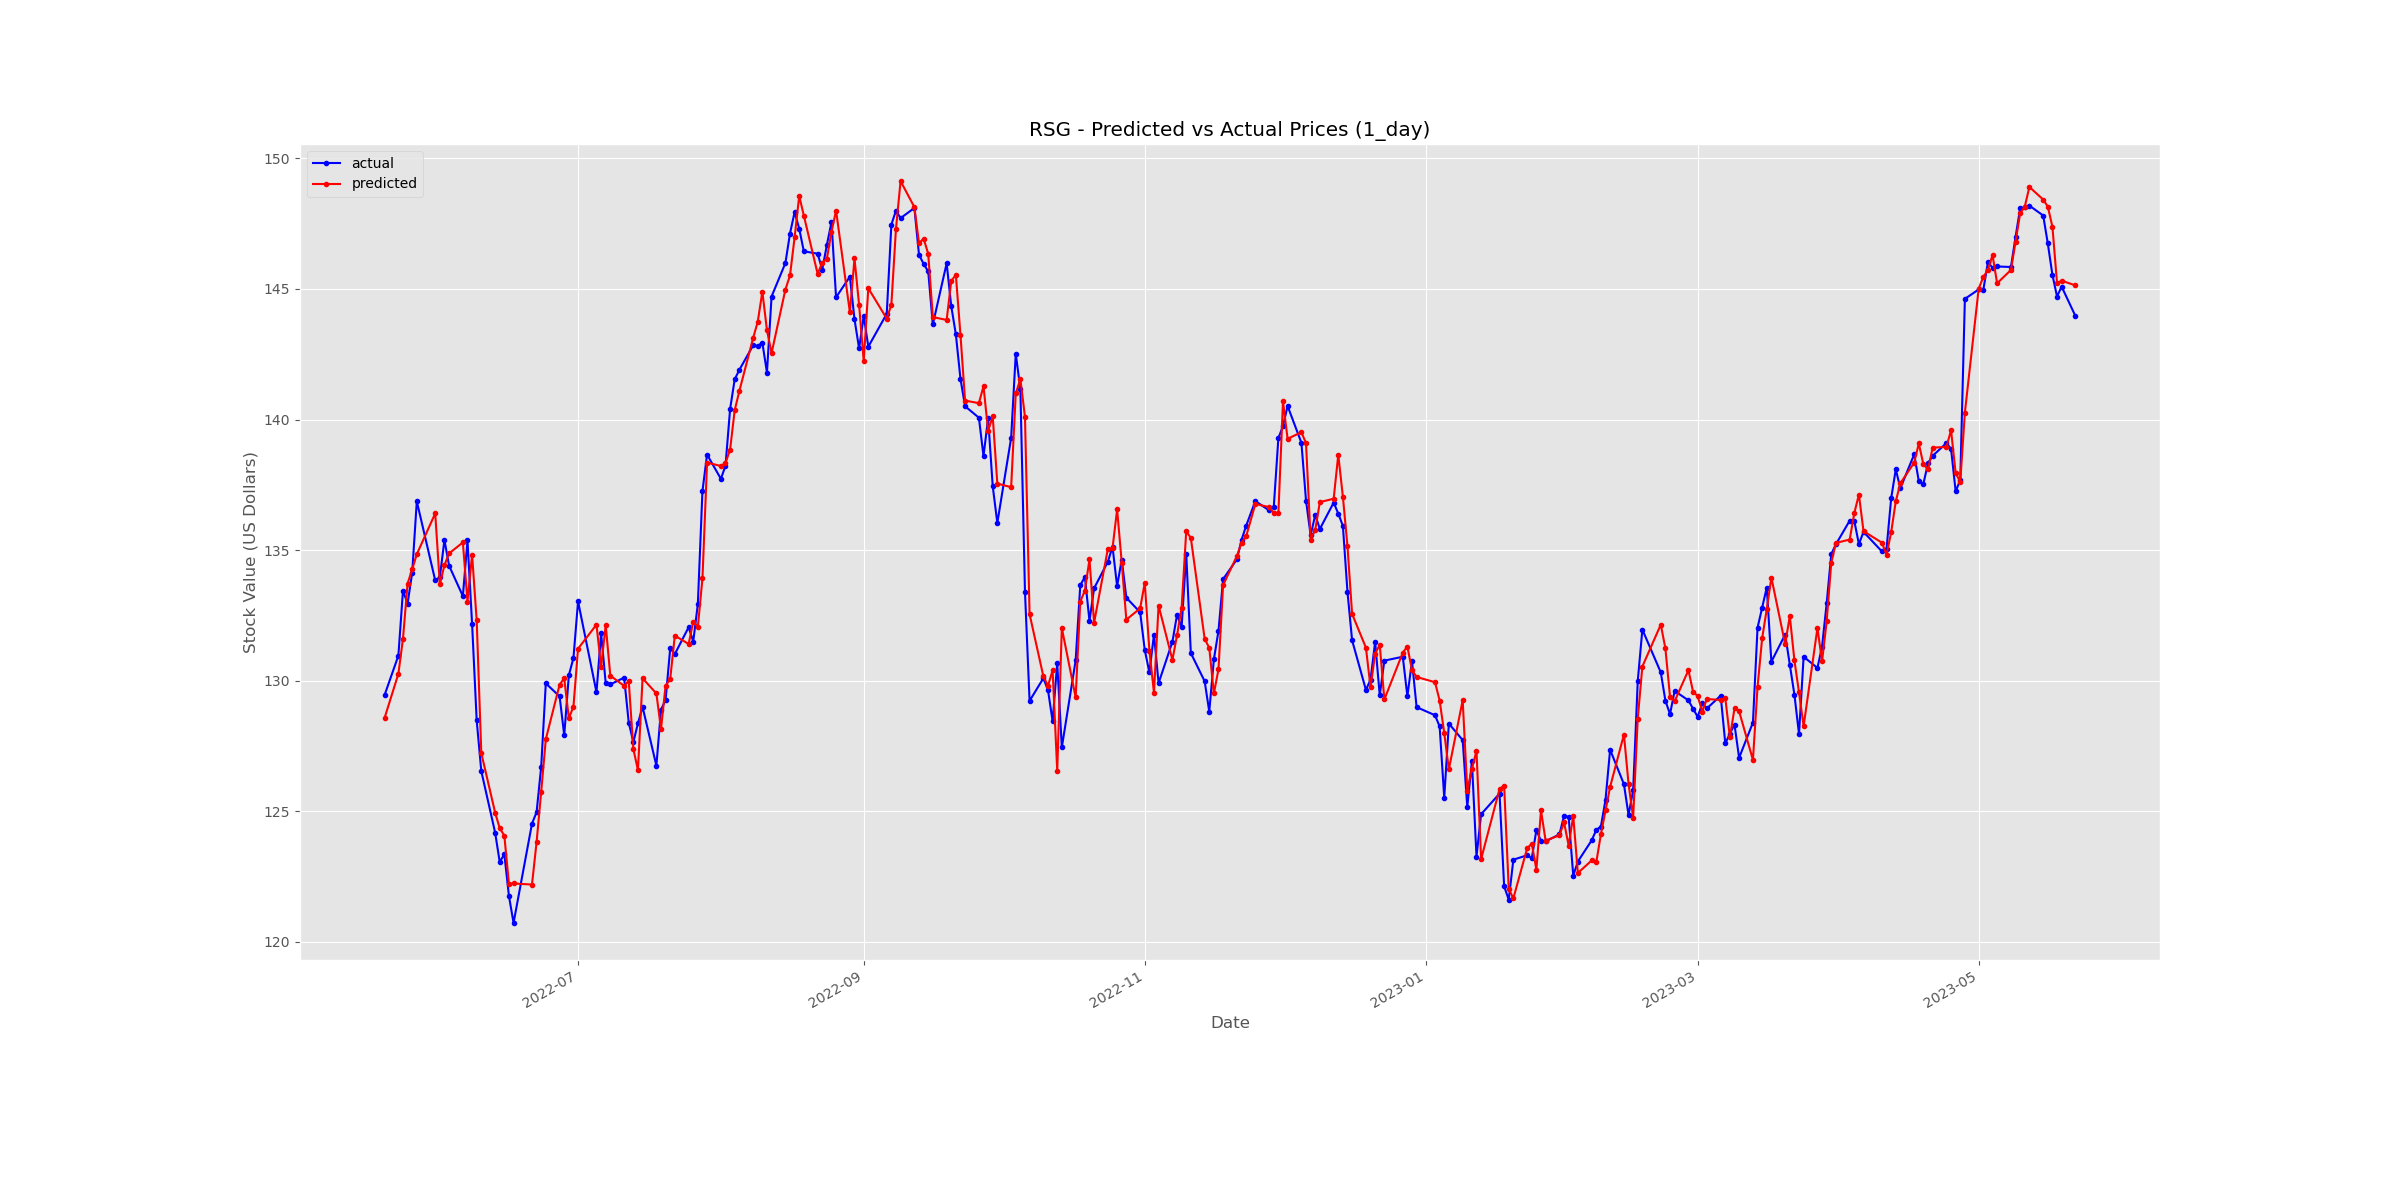 RSG - Predicted vs Actual Prices (1_day)
actual
predicted
Stock Value (US Dollars)
150
145
140
135
130
125
120
2022-07
2022-09
2022-11
2023-01
2023-03
2023-05
Date